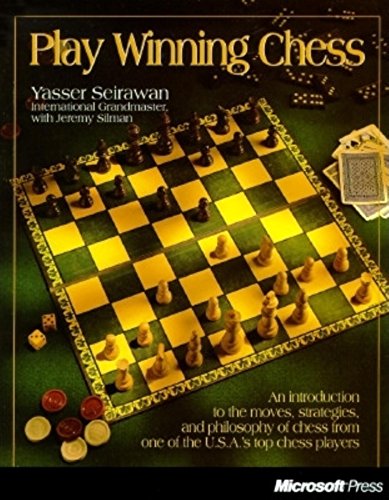 Play Winning Chess
Yasser Seirawan
International Grandmaster,
with Jeremy Silman
An introduction
to the moves, strategies,
and philosophy of chess from
one of the U.S.A.'s top chess players
Microsoft Press